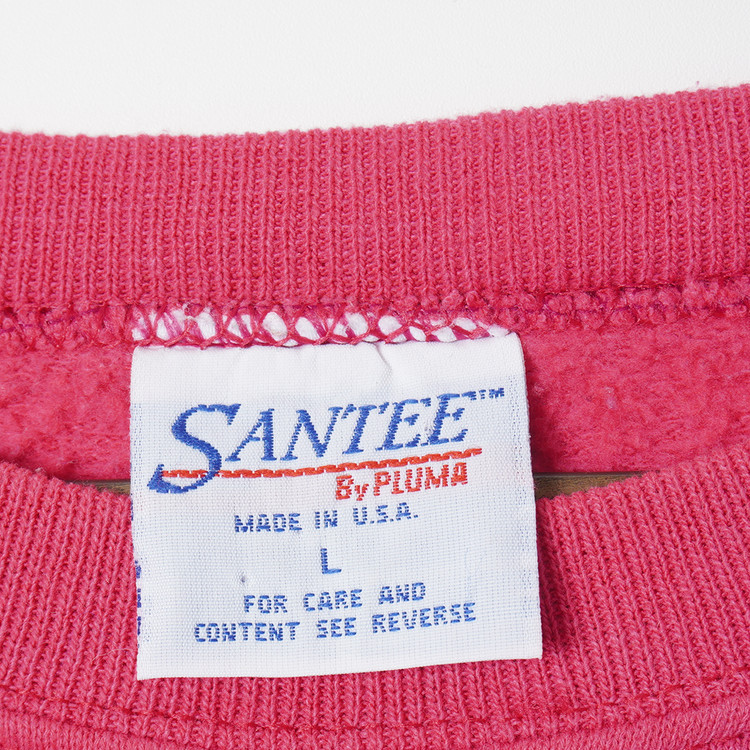 SANTEE™
By PLUMA
MADE IN U.S.A.
L
FOR CARE AND
CONTENT SEE REVERSE